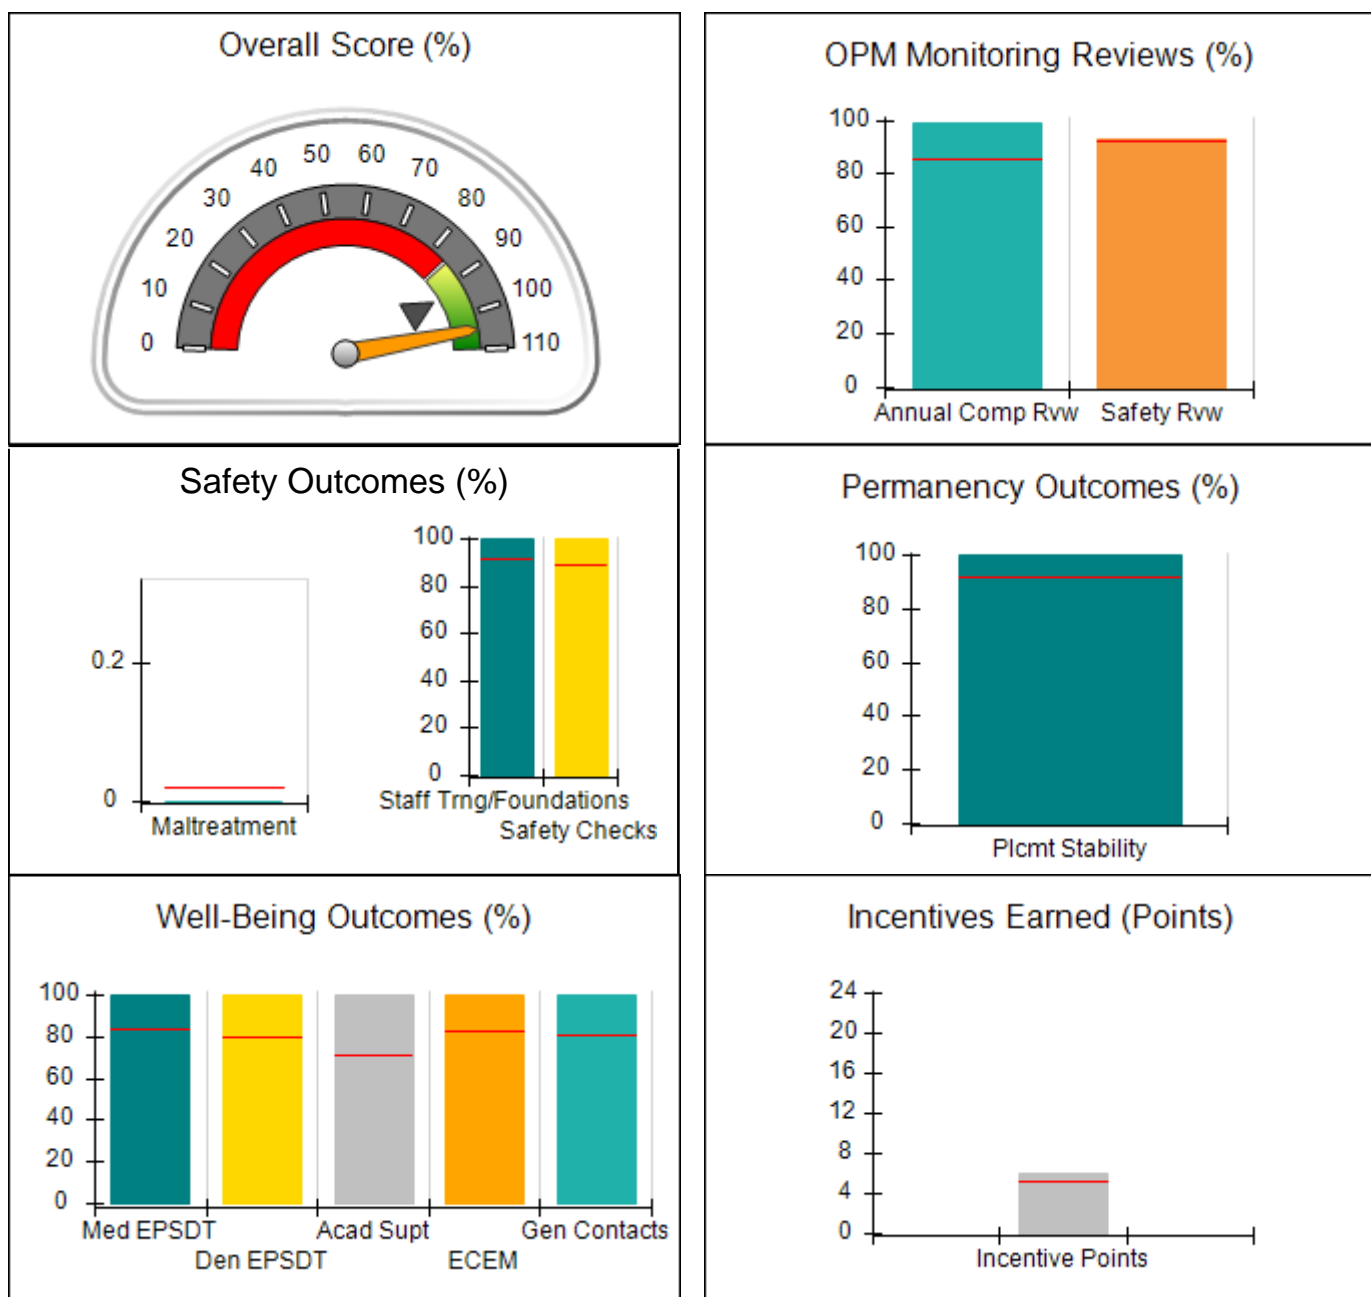 Overall Score (%)
0 10 20 30 40 50 60 70 80 90 100 110
OPM Monitoring Reviews (%)
100
80
60
40
20
0
Annual Comp Rvw Safety Rvw
Safety Outcomes (%)
0.2
0
Maltreatment
100
80
60
40
20
0
Staff Trng/Foundations
Safety Checks
Permanency Outcomes (%)
100
80
60
40
20
0
Plcmt Stability
Well-Being Outcomes (%)
100
80
60
40
20
0
Med EPSDT Acad Supt Gen Contacts
Den EPSDT ECEM
Incentives Earned (Points)
24
20
16
12
8
4
0
Incentive Points